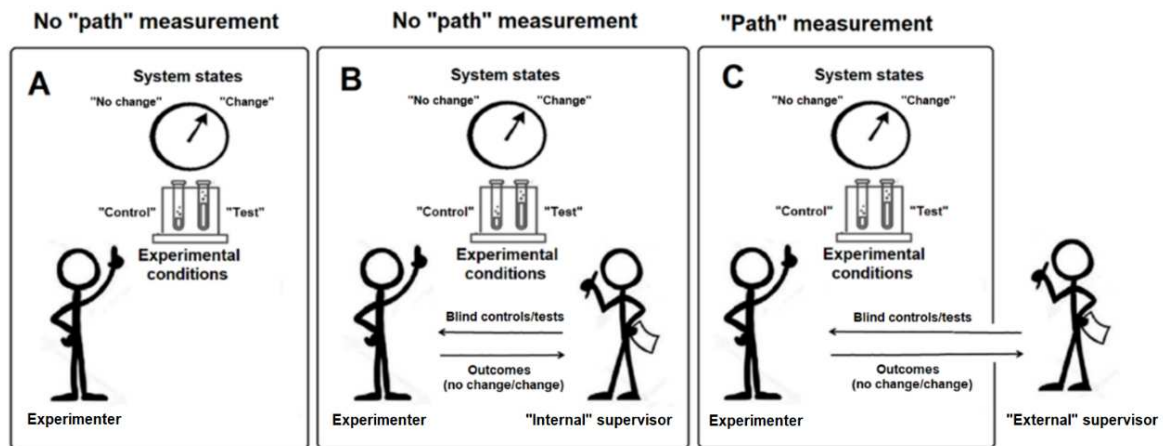 No "path" measurement
A
System states
"No change"
"Change"
"Control"
"Test"
Experimental
conditions
Experimenter
No "path" measurement
B
System states
"No change"
"Change"
"Control"
"Test"
Experimental
conditions
Blind controls/tests
Outcomes
(no change/change)
Experimenter
"Internal" supervisor
"Path" measurement
C
System states
"No change"
"Change"
"Control"
"Test"
Experimental
conditions
Blind controls/tests
Outcomes
(no change/change)
Experimenter
"External" supervisor